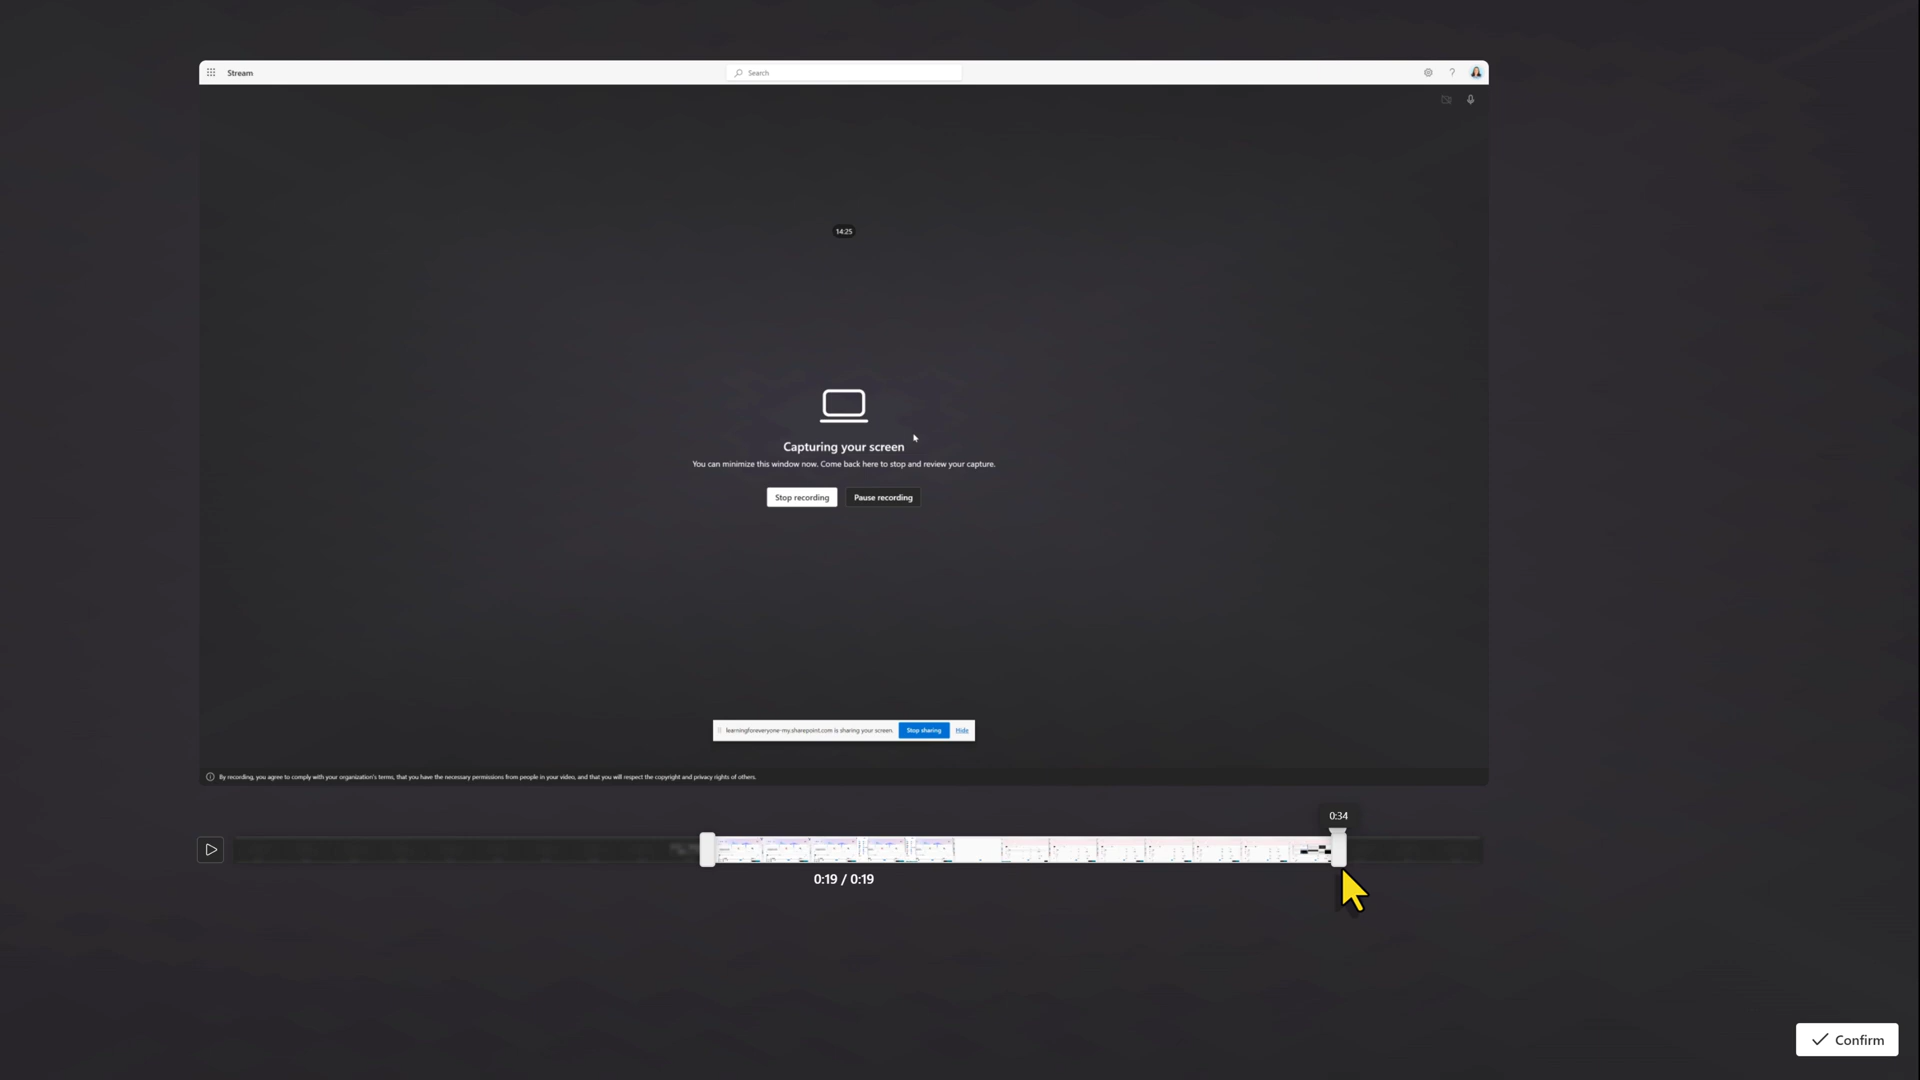 Stream
Search
14:25
Capturing your screen
You can minimize this window now. Come back here to stop and review your capture.
Stop recording
Pause recording
learningforeveryone-my.sharepoint.com is sharing your screen.
Stop sharing
Hide
By recording, you agree to comply with your organization's terms, that you have the necessary permissions from people in your video, and that you will respect the copyright and privacy rights of others.
0:34
0:19 / 0:19
Confirm